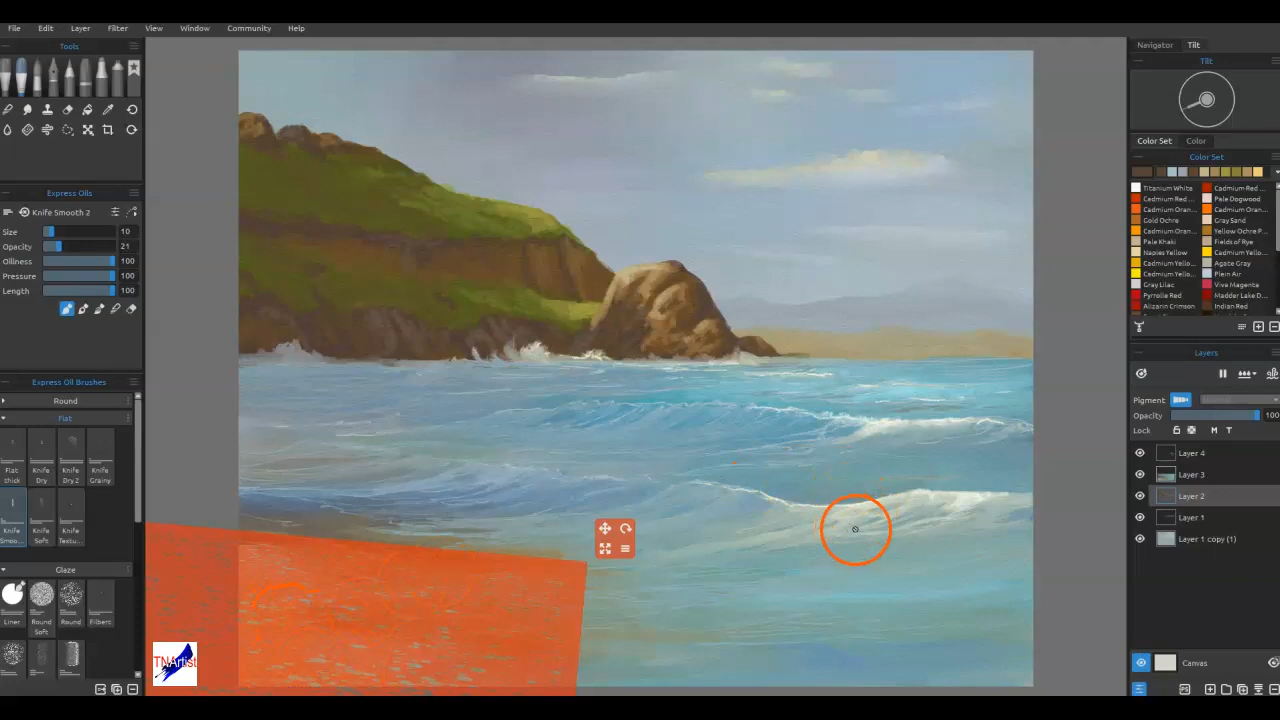 File Edit Layer Filter View Window Community Help
Tools
Express Oils
Knife Smooth 2
Size 10
Opacity 21
Oiliness 100
Pressure 100
Length 100
Express Oil Brushes
Round
Flat
Flat thick
Knife Dry
Knife Dry 2
Knife Grainy
Knife Smoo...
Knife Soft
Knife Textu...
Glaze
Liner
Round Soft
Round
Filbert
TNArtist
Navigator Tilt
Tilt
Color Set Color
Color Set
Titanium White Cadmium Red ...
Cadmium Red ... Pale Dogwood
Cadmium Oran... Cadmium Oran...
Gold Ochre Gray Sand
Cadmium Oran... Yellow Ochre P...
Pale Khaki Fields of Rye
Naples Yellow Cadmium Yello...
Cadmium Yello... Agate Gray
Cadmium Yello... Plein Air
Gray Lilac Viva Magenta
Pyrrolle Red Madder Lake D...
Alizarin Crimson Indian Red
Layers
Pigment
Opacity 100
Lock M T
Layer 4
Layer 3
Layer 2
Layer 1
Layer 1 copy (1)
Canvas
PS